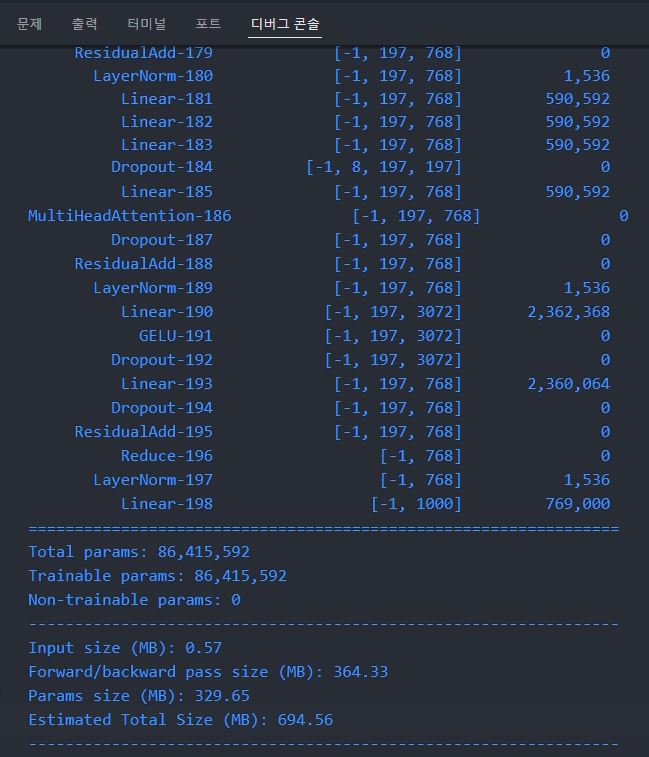 문제 출력 터미널 포트 디버그 콘솔
ResidualAdd-179 [-1, 197, 768] 0
LayerNorm-180 [-1, 197, 768] 1,536
Linear-181 [-1, 197, 768] 590,592
Linear-182 [-1, 197, 768] 590,592
Linear-183 [-1, 197, 768] 590,592
Dropout-184 [-1, 8, 197, 197] 0
Linear-185 [-1, 197, 768] 590,592
MultiHeadAttention-186 [-1, 197, 768] 0
Dropout-187 [-1, 197, 768] 0
ResidualAdd-188 [-1, 197, 768] 0
LayerNorm-189 [-1, 197, 768] 1,536
Linear-190 [-1, 197, 3072] 2,362,368
GELU-191 [-1, 197, 3072] 0
Dropout-192 [-1, 197, 3072] 0
Linear-193 [-1, 197, 768] 2,360,064
Dropout-194 [-1, 197, 768] 0
ResidualAdd-195 [-1, 197, 768] 0
Reduce-196 [-1, 768] 0
LayerNorm-197 [-1, 768] 1,536
Linear-198 [-1, 1000] 769,000
================================================================
Total params: 86,415,592
Trainable params: 86,415,592
Non-trainable params: 0
----------------------------------------------------------------
Input size (MB): 0.57
Forward/backward pass size (MB): 364.33
Params size (MB): 329.65
Estimated Total Size (MB): 694.56
----------------------------------------------------------------